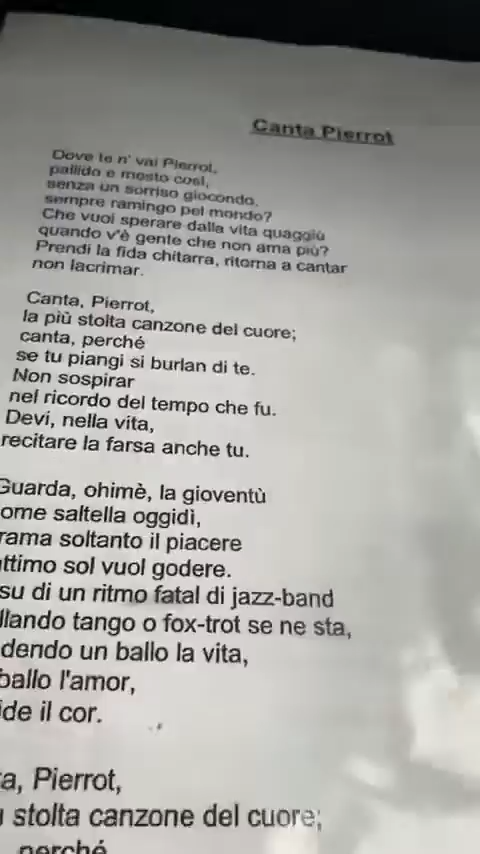 Canta Pierrot
Dove te n' vai Pierrot,
pallido e mesto così,
senza un sorriso giocondo,
sempre ramingo pel mondo?
Che vuoi sperare dalla vita quaggiù
quando v'è gente che non ama più?
Prendi la fida chitarra, ritorna a cantar
non lacrimar.
Canta, Pierrot,
la più stolta canzone del cuore;
canta, perché
se tu piangi si burlan di te.
Non sospirar
nel ricordo del tempo che fu.
Devi, nella vita,
recitare la farsa anche tu.
Guarda, ohimè, la gioventù
ome saltella oggidì,
rama soltanto il piacere
attimo sol vuol godere.
su di un ritmo fatal di jazz-band
llando tango o fox-trot se ne sta,
dendo un ballo la vita,
ballo l'amor,
ide il cor.
a, Pierrot,
stolta canzone del cuore;
perché